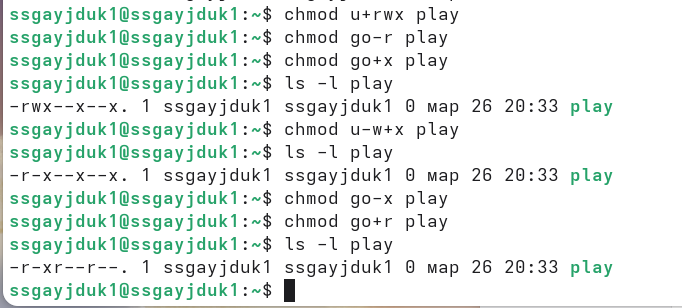 ssgayjduk1@ssgayjduk1:~$ chmod u+rwx play
ssgayjduk1@ssgayjduk1:~$ chmod go-r play
ssgayjduk1@ssgayjduk1:~$ chmod go+x play
ssgayjduk1@ssgayjduk1:~$ ls -l play
-rwx--x--x. 1 ssgayjduk1 ssgayjduk1 0 мар 26 20:33 play
ssgayjduk1@ssgayjduk1:~$ chmod u-w+x play
ssgayjduk1@ssgayjduk1:~$ ls -l play
-r-x--x--x. 1 ssgayjduk1 ssgayjduk1 0 мар 26 20:33 play
ssgayjduk1@ssgayjduk1:~$ chmod go-x play
ssgayjduk1@ssgayjduk1:~$ chmod go+r play
ssgayjduk1@ssgayjduk1:~$ ls -l play
-r-xr--r--. 1 ssgayjduk1 ssgayjduk1 0 мар 26 20:33 play
ssgayjduk1@ssgayjduk1:~$